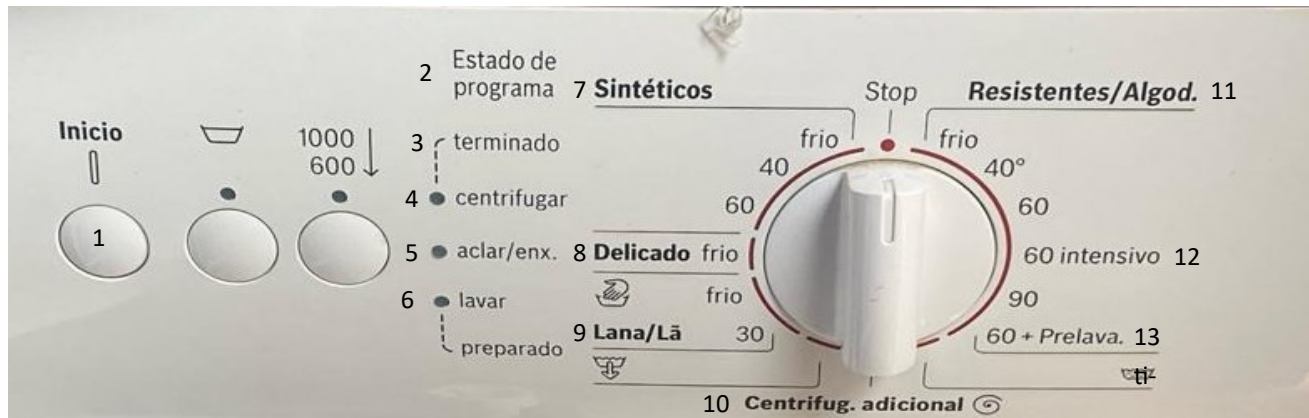 Inicio
1
1000
600
2 Estado de
programa
3 terminado
4 centrifugar
5 aclar/enx.
6 lavar
preparado
7 Sintéticos
frio
40
60
8 Delicado frio
frio
9 Lana/Lã 30
Stop
Resistentes/Algod. 11
frio
40°
60
60 intensivo 12
90
60 + Prelava. 13
ti-
10 Centrifug. adicional